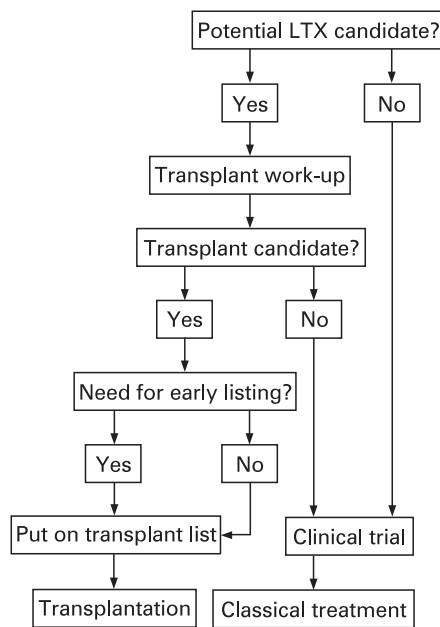 Potential LTX candidate?
Yes
No
Transplant work-up
Transplant candidate?
Yes
No
Need for early listing?
Yes
No
Put on transplant list
Clinical trial
Transplantation
Classical treatment